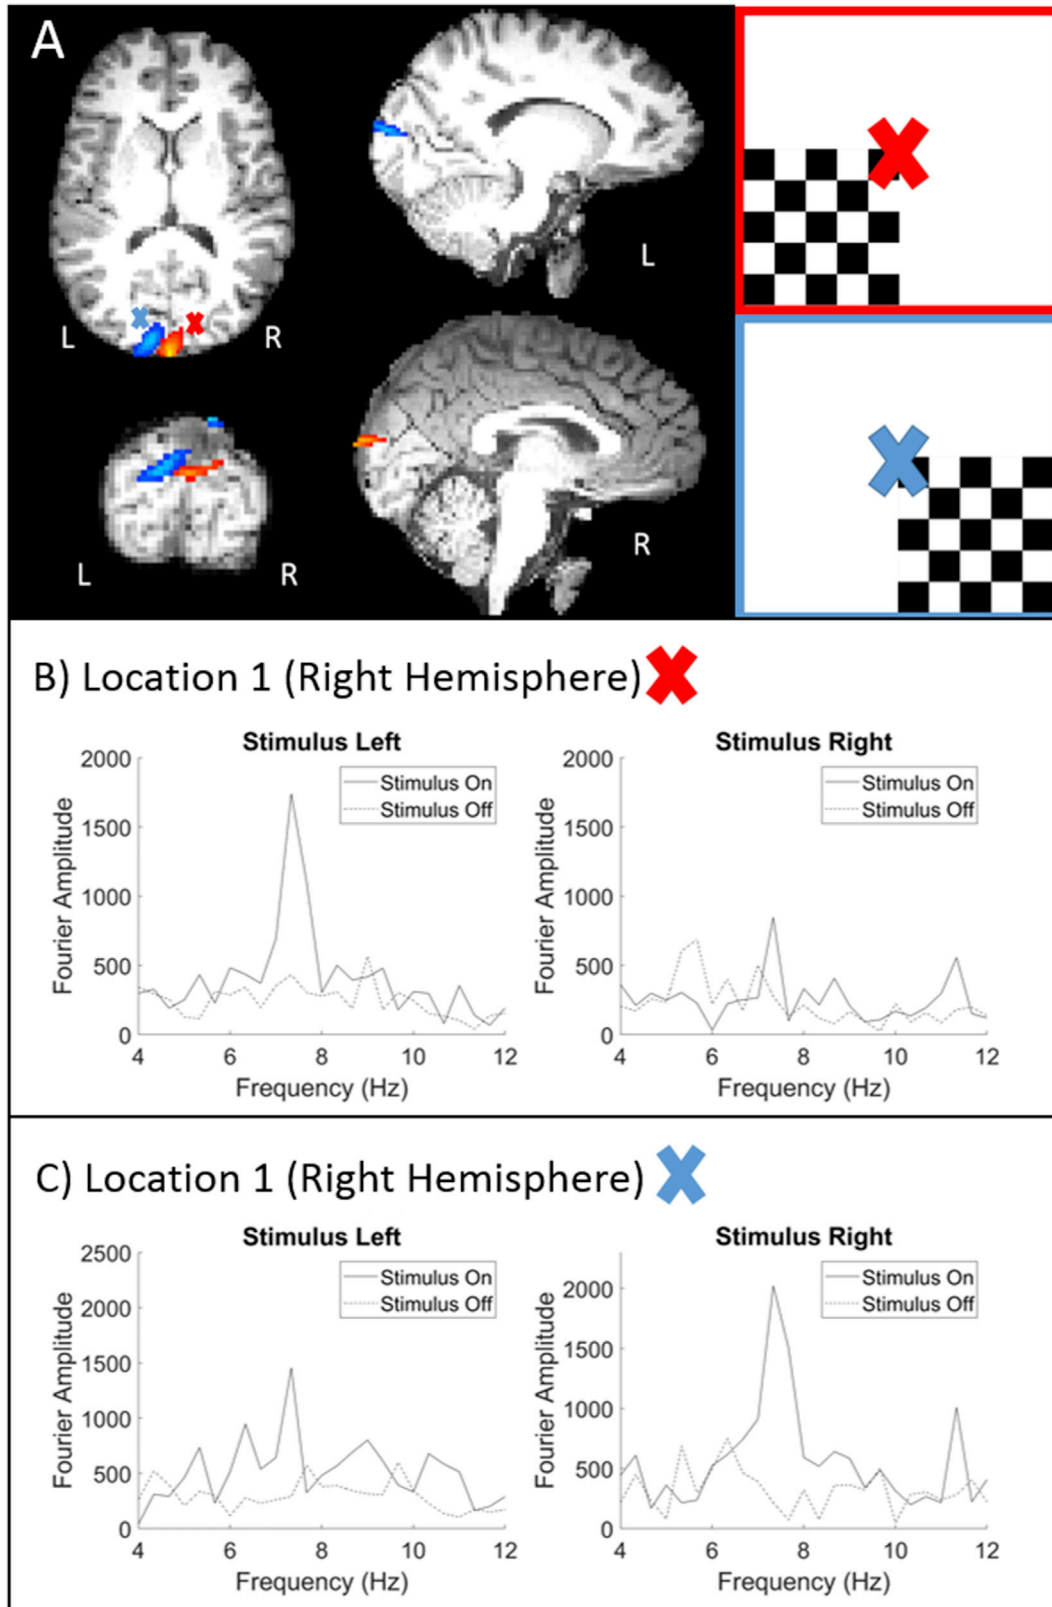 A
L
L R
L R
R
B) Location 1 (Right Hemisphere)
Stimulus Left
2000
1500
1000
500
0
Fourier Amplitude
Stimulus On
Stimulus Off
4 6 8 10 12
Frequency (Hz)
Stimulus Right
2000
1500
1000
500
0
Fourier Amplitude
Stimulus On
Stimulus Off
4 6 8 10 12
Frequency (Hz)
C) Location 1 (Right Hemisphere)
Stimulus Left
2500
2000
1500
1000
500
0
Fourier Amplitude
Stimulus On
Stimulus Off
4 6 8 10 12
Frequency (Hz)
Stimulus Right
2000
1500
1000
500
0
Fourier Amplitude
Stimulus On
Stimulus Off
4 6 8 10 12
Frequency (Hz)